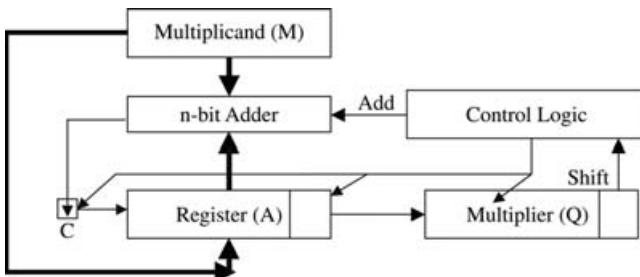 Multiplicand (M)
n-bit Adder
Add
Control Logic
Shift
C
Register (A)
Multiplier (Q)